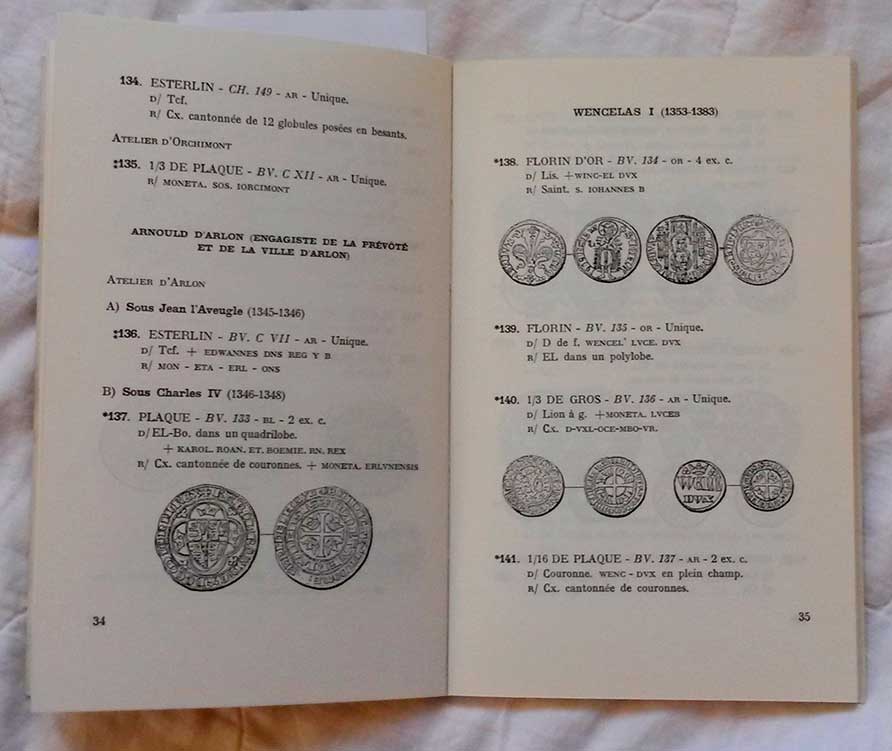 134. ESTERLIN - CH. 149 - AR - Unique.
D/ Tcf.
R/ Cx. cantonnée de 12 globules posées en besants.
ATELIER D'ORCHIMONT
‡135. 1/3 DE PLAQUE - BV. C XII - AR - Unique.
R/ MONETA. SOS. IORCIMONT
ARNOULD D'ARLON (ENGAGISTE DE LA PRÉVÔTÉ
ET DE LA VILLE D'ARLON)
ATELIER D'ARLON
A) Sous Jean l'Aveugle (1345-1346)
‡136. ESTERLIN - BV. C VII - AR - Unique.
D/ Tcf. + EDWANNES DNS REG Y B
R/ MON - ETA - ERL - ONS
B) Sous Charles IV (1346-1348)
*137. PLAQUE - BV. 133 - BL - 2 ex. c.
D/ EL-Bo. dans un quadrilobe.
+ KAROL. ROAN. ET. BOEMIE. RN. REX
R/ Cx. cantonnée de couronnes. + MONETA. ERLVNENSIS
34
WENCELAS I (1353-1383)
*138. FLORIN D'OR - BV. 134 - OR - 4 ex. c.
D/ Lis. +WINC-EL DVX
R/ Saint. S. IOHANNES B
*139. FLORIN - BV. 135 - OR - Unique.
D/ D de f. WENCEL' LVCE. DVX
R/ EL dans un polylobe.
*140. 1/3 DE GROS - BV. 136 - AR - Unique.
D/ Lion à g. +MONETA. LVCEB
R/ Cx. D-VXL-OCE-MBO-VR.
WENC
DVX
*141. 1/16 DE PLAQUE - BV. 137 - AR - 2 ex. c.
D/ Couronne. WENC - DVX en plein champ.
R/ Cx. cantonnée de couronnes.
35